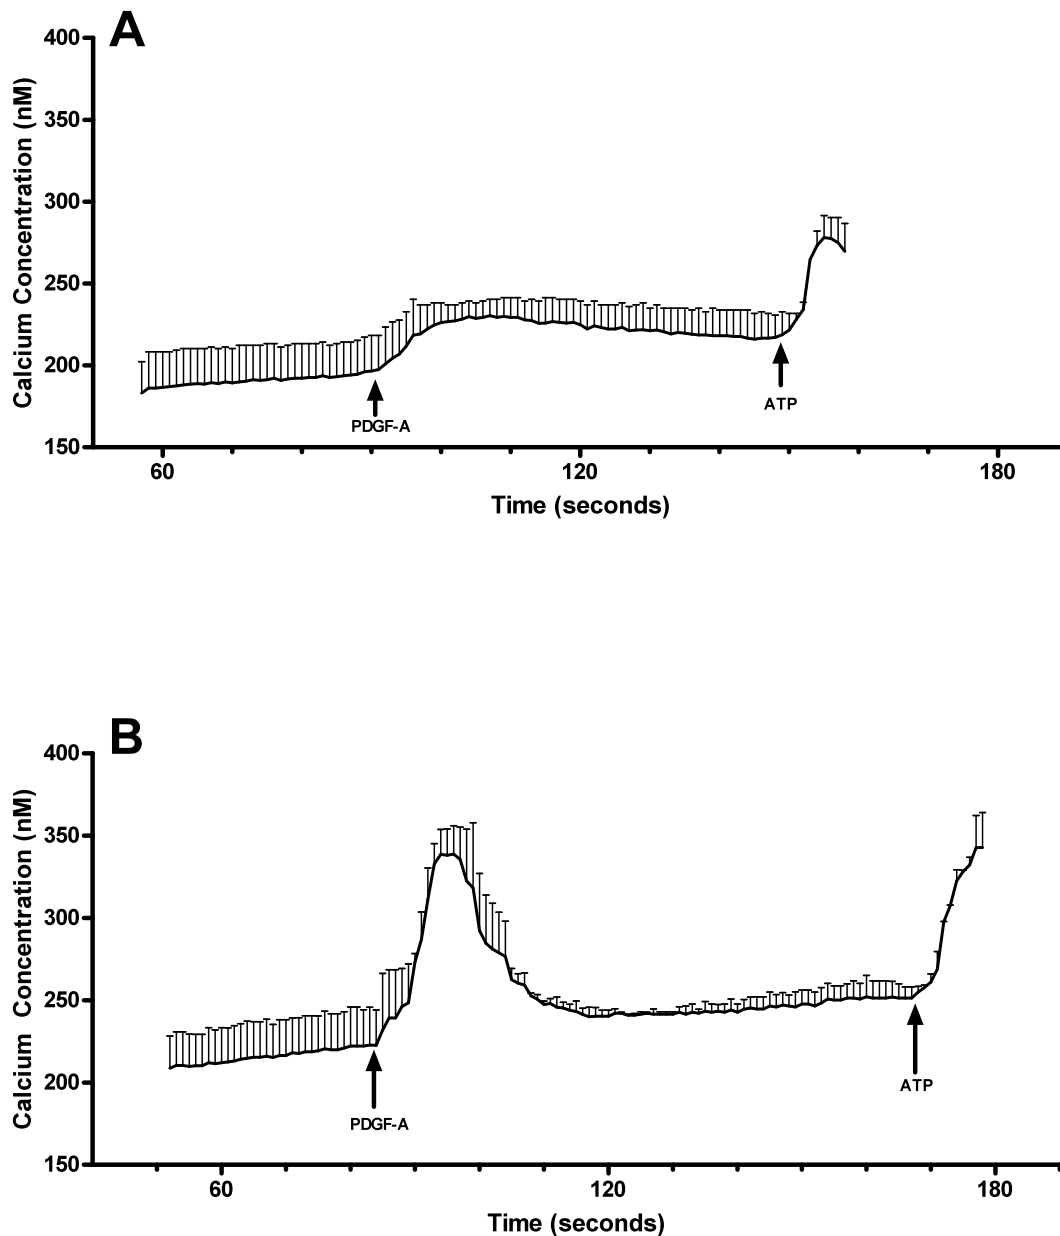 A
400
350
300
250
200
150
Calcium Concentration (nM)
PDGF-A
ATP
60 120 180
Time (seconds)
B
400
350
300
250
200
150
Calcium Concentration (nM)
PDGF-A
ATP
60 120 180
Time (seconds)